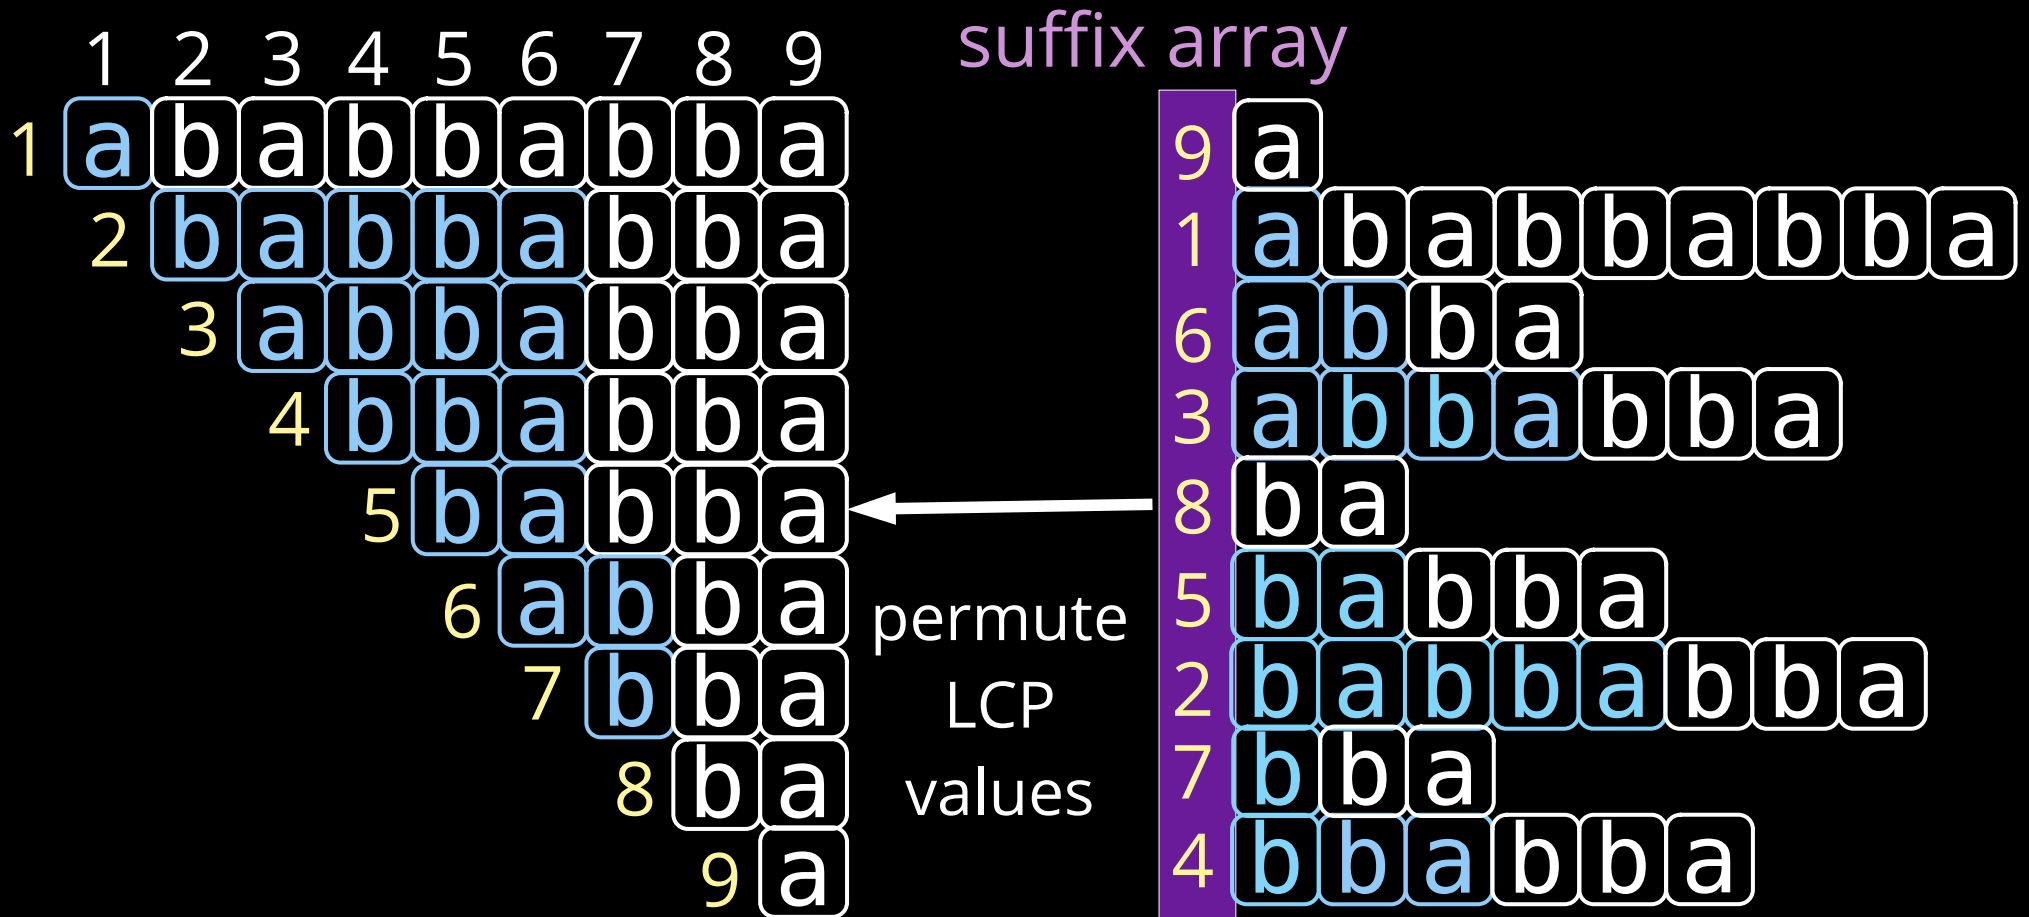 1 2 3 4 5 6 7 8 9
1 a b a b b a b b a
2 b a b b a b b a
3 a b b a b b a
4 b b a b b a
5 b a b b a
6 a b b a
7 b b a
8 b a
9 a
permute
LCP
values
suffix array
9 a
1 a b a b b a b b a
6 a b b a
3 a b b a b b a
8 b a
5 b a b b a
2 b a b b a b b a
7 b b a
4 b b a b b a